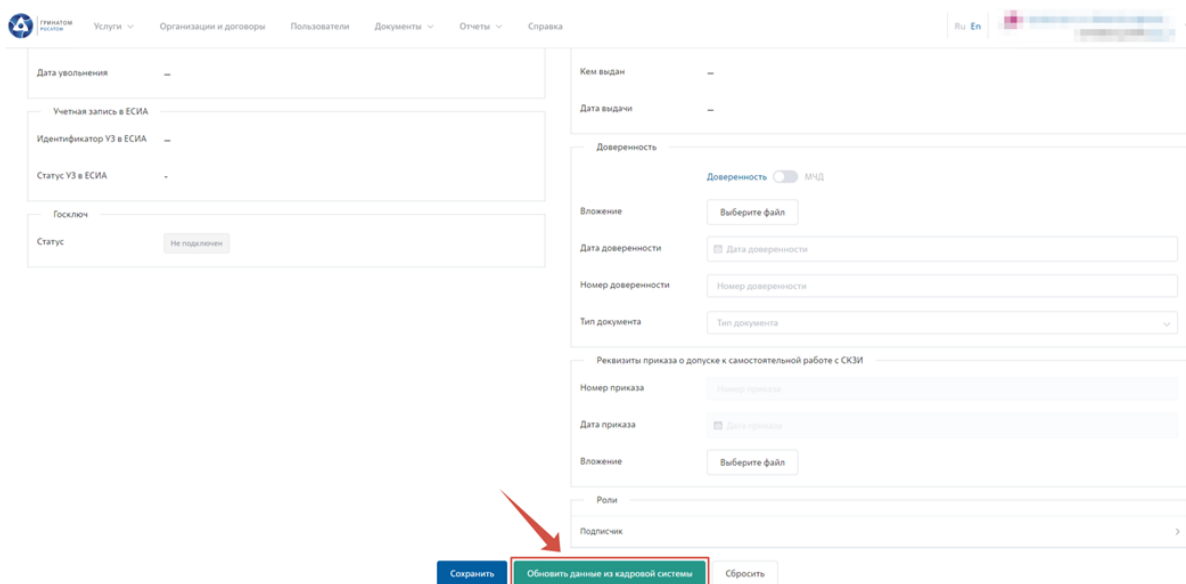 ГРИНАТОМ
РОСАТОМ
Услуги
Организации и договоры
Пользователи
Документы
Отчеты
Справка
Ru En
Дата увольнения –
Учетная запись в ЕСИА
Идентификатор УЗ в ЕСИА –
Статус УЗ в ЕСИА -
Госключ
Статус Не подключен
Кем выдан –
Дата выдачи –
Доверенность
Доверенность МЧД
Вложение Выберите файл
Дата доверенности Дата доверенности
Номер доверенности Номер доверенности
Тип документа Тип документа
Реквизиты приказа о допуске к самостоятельной работе с СКЗИ
Номер приказа Номер приказа
Дата приказа Дата приказа
Вложение Выберите файл
Роли
Подписчик
Сохранить
Обновить данные из кадровой системы
Сбросить